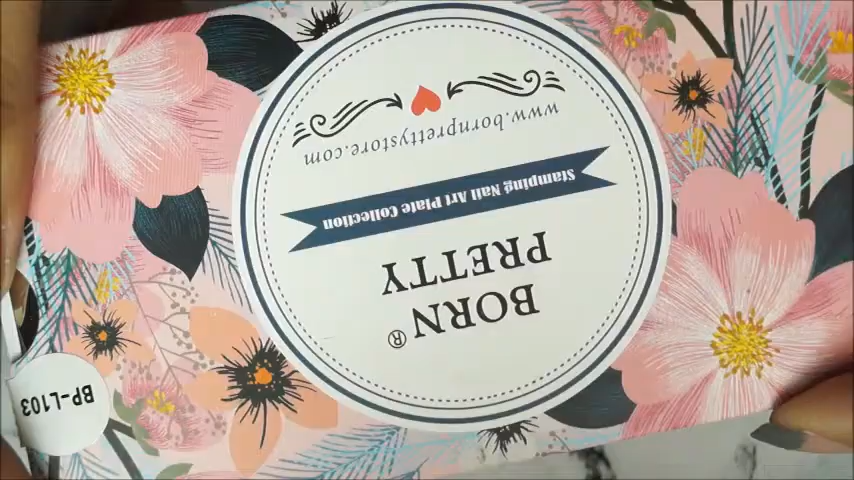 BORN
PRETTY®
Stamping Nail Art Plate Collection
www.bornprettystore.com
BP-L103